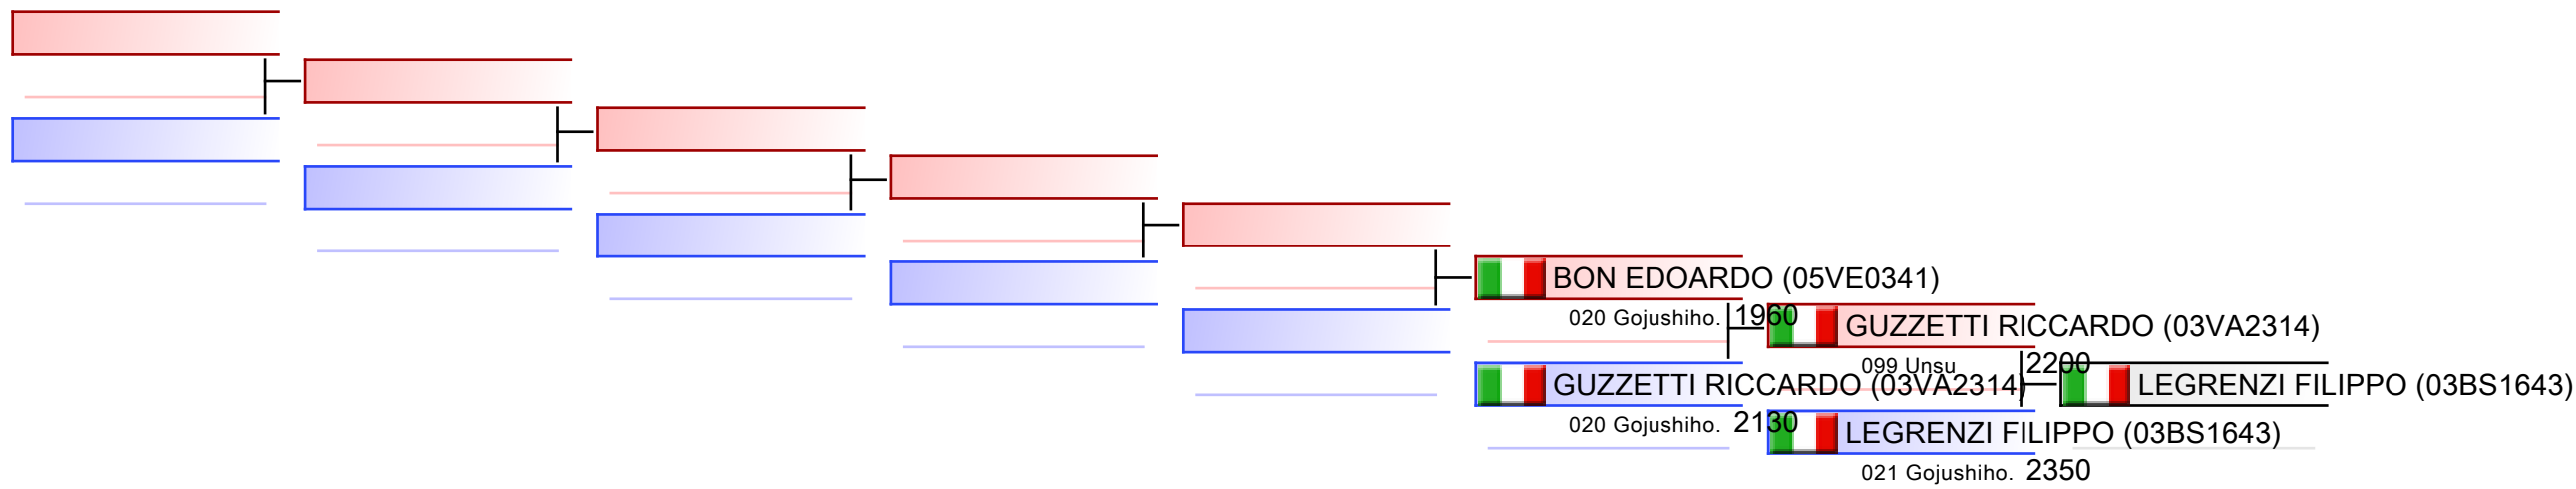 BON EDOARDO (05VE0341)
020 Gojushiho. 1960
GUZZETTI RICCARDO (03VA2314)
099 Unsu 2200
GUZZETTI RICCARDO (03VA2314)
LEGRENZI FILIPPO (03BS1643)
020 Gojushiho. 2130
LEGRENZI FILIPPO (03BS1643)
021 Gojushiho. 2350